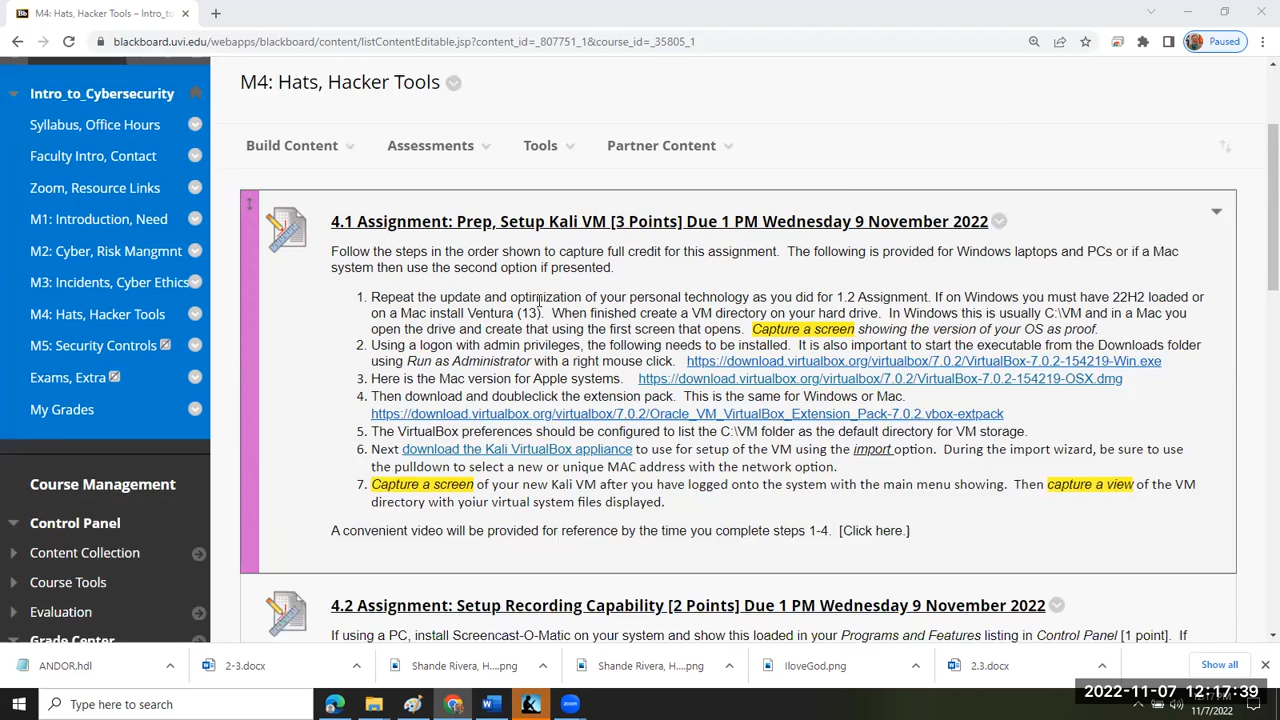 M4: Hats, Hacker Tools – Intro_to
blackboard.uvi.edu/webapps/blackboard/content/listContentEditable.jsp?content_id=_807751_1&course_id=_35805_1
Paused
Intro_to_Cybersecurity
Syllabus, Office Hours
Faculty Intro, Contact
Zoom, Resource Links
M1: Introduction, Need
M2: Cyber, Risk Mangmnt
M3: Incidents, Cyber Ethics
M4: Hats, Hacker Tools
M5: Security Controls
Exams, Extra
My Grades
Course Management
Control Panel
Content Collection
Course Tools
Evaluation
Grade Center
M4: Hats, Hacker Tools
Build Content
Assessments
Tools
Partner Content
4.1 Assignment: Prep, Setup Kali VM [3 Points] Due 1 PM Wednesday 9 November 2022
Follow the steps in the order shown to capture full credit for this assignment. The following is provided for Windows laptops and PCs or if a Mac
system then use the second option if presented.
1. Repeat the update and optimization of your personal technology as you did for 1.2 Assignment. If on Windows you must have 22H2 loaded or
on a Mac install Ventura (13). When finished create a VM directory on your hard drive. In Windows this is usualy C:\VM and in a Mac you
open the drive and create that using the first screen that opens. Capture a screen showing the version of your OS as proof.
2. Using a logon with admin privileges, the following needs to be installed. It is also important to start the executable from the Downloads folder
using Run as Administrator with a right mouse click. https://download.virtualbox.org/virtualbox/7.0.2/VirtualBox-7.0.2-154219-Win.exe
3. Here is the Mac version for Apple systems. https://download.virtualbox.org/virtualbox/7.0.2/VirtualBox-7.0.2-154219-OSX.dmg
4. Then download and doubleclick the extension pack. This is the same for Windows or Mac.
https://download.virtualbox.org/virtualbox/7.0.2/Oracle_VM_VirtualBox_Extension_Pack-7.0.2.vbox-extpack
5. The VirtualBox preferences should be configured to list the C:\VM folder as the default directory for VM storage.
6. Next download the Kali VirtualBox appliance to use for setup of the VM using the import option. During the import wizard, be sure to use
the pulldown to select a new or unique MAC address with the network option.
7. Capture a screen of your new Kali VM after you have logged onto the system with the main menu showing. Then capture a view of the VM
directory with yoiur virtual system files displayed.
A convenient video will be provided for reference by the time you complete steps 1-4. [Click here.]
4.2 Assignment: Setup Recording Capability [2 Points] Due 1 PM Wednesday 9 November 2022
If using a PC, install Screencast-O-Matic on your system and show this loaded in your Programs and Features listing in Control Panel [1 point]. If
ANDOR.hdl
2-3.docx
Shande Rivera, H....png
Shande Rivera, H....png
IloveGod.png
2.3.docx
Show all
Type here to search
2022-11-07 12:17:39
11/7/2022